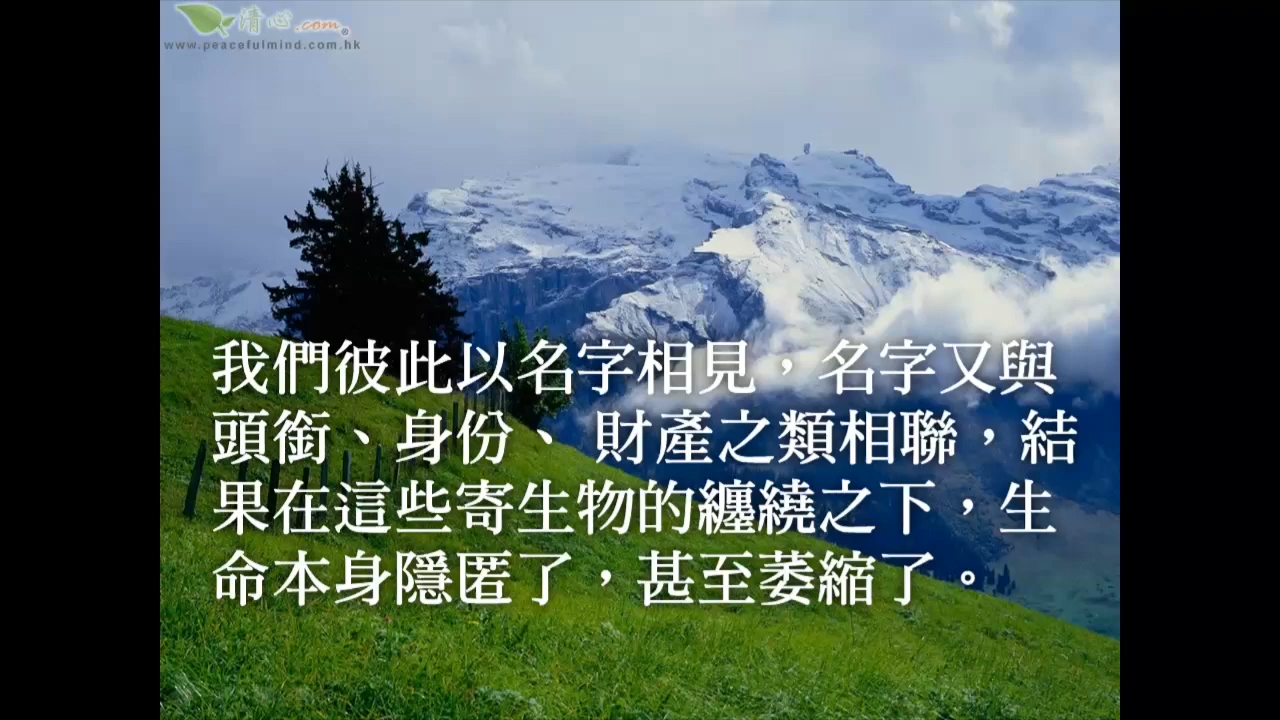 清心.com®
www.peacefulmind.com.hk
我們彼此以名字相見，名字又與
頭銜、身份、財產之類相聯，結
果在這些寄生物的纏繞之下，生
命本身隱匿了，甚至萎縮了。